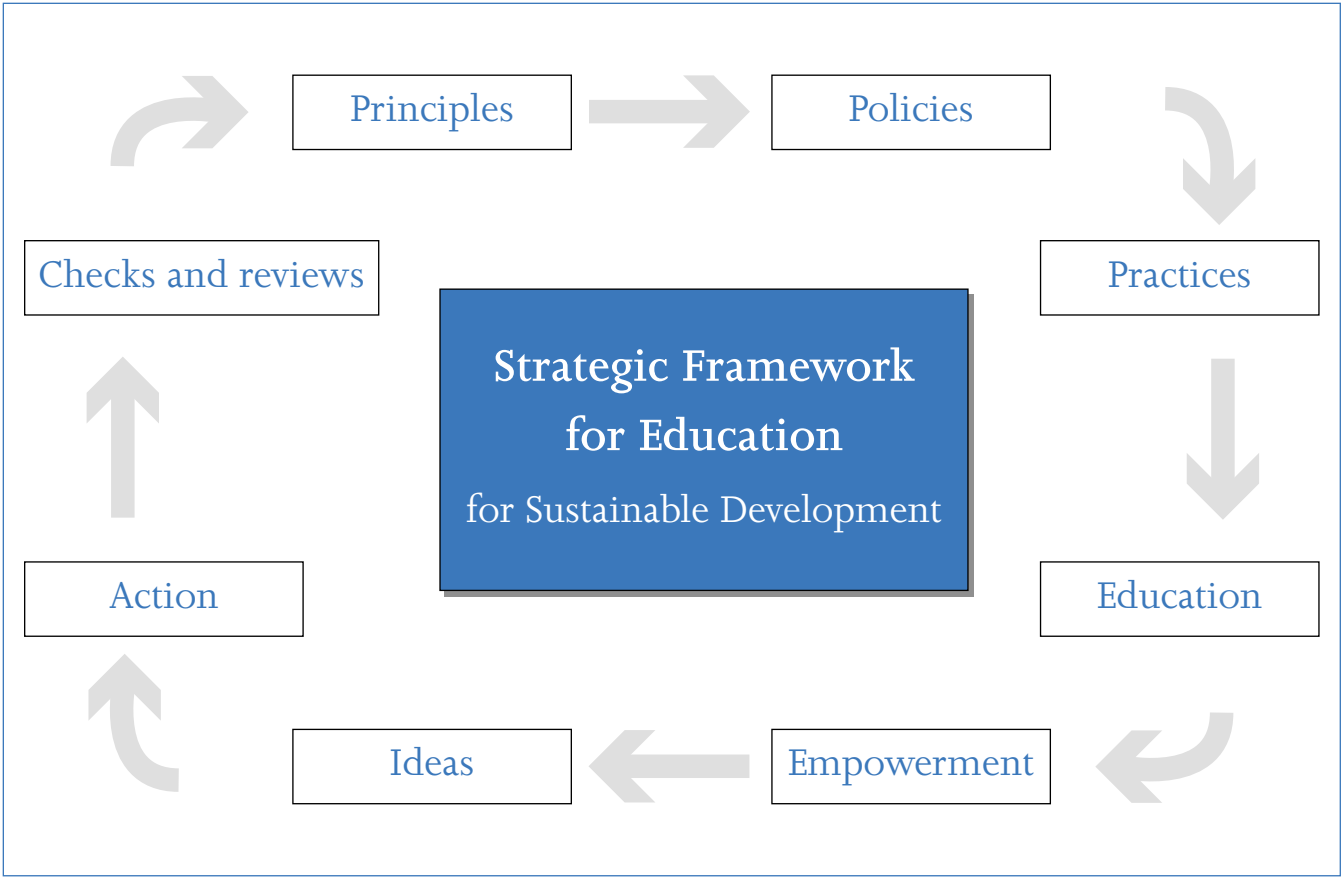 Principles
Policies
Checks and reviews
Practices
Strategic Framework
for Education
for Sustainable Development
Action
Education
Ideas
Empowerment